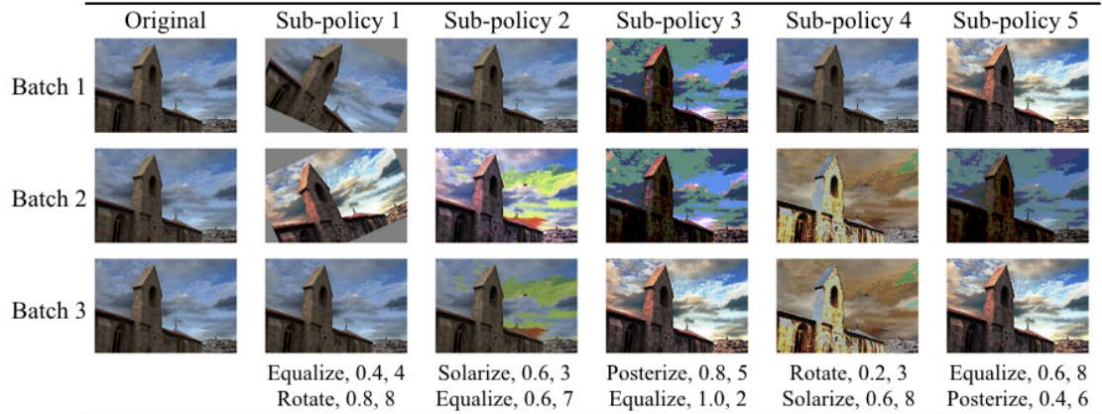 Original Sub-policy 1 Sub-policy 2 Sub-policy 3 Sub-policy 4 Sub-policy 5
Batch 1
Batch 2
Batch 3
Equalize, 0.4, 4 Solarize, 0.6, 3 Posterize, 0.8, 5 Rotate, 0.2, 3 Equalize, 0.6, 8
Rotate, 0.8, 8 Equalize, 0.6, 7 Equalize, 1.0, 2 Solarize, 0.6, 8 Posterize, 0.4, 6